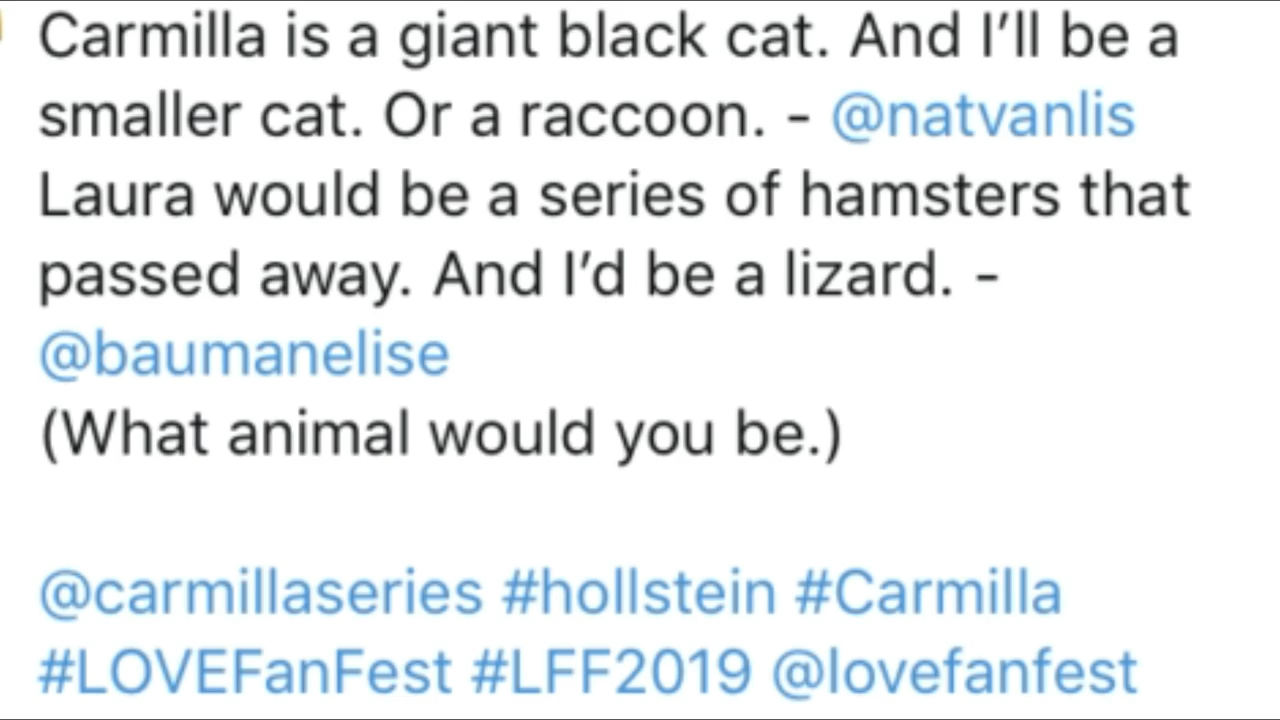 Carmilla is a giant black cat. And I’ll be a
smaller cat. Or a raccoon. - @natvanlis
Laura would be a series of hamsters that
passed away. And I’d be a lizard. -
@baumanelise
(What animal would you be.)
@carmillaseries #hollstein #Carmilla
#LOVEFanFest #LFF2019 @lovefanfest